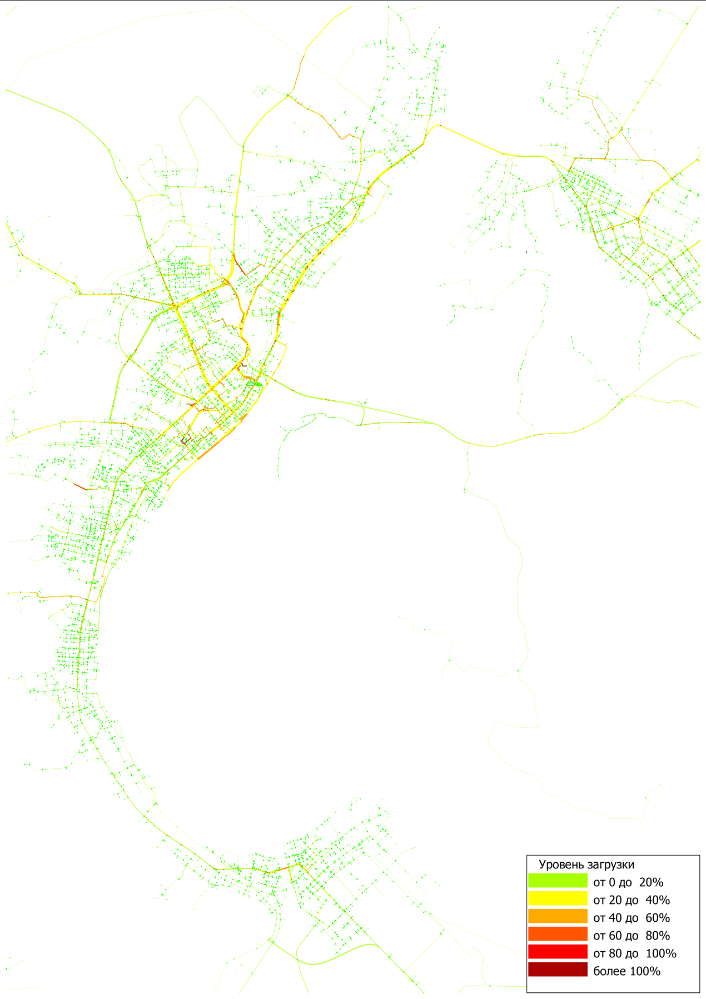 Уровень загрузки
от 0 до 20%
от 20 до 40%
от 40 до 60%
от 60 до 80%
от 80 до 100%
более 100%